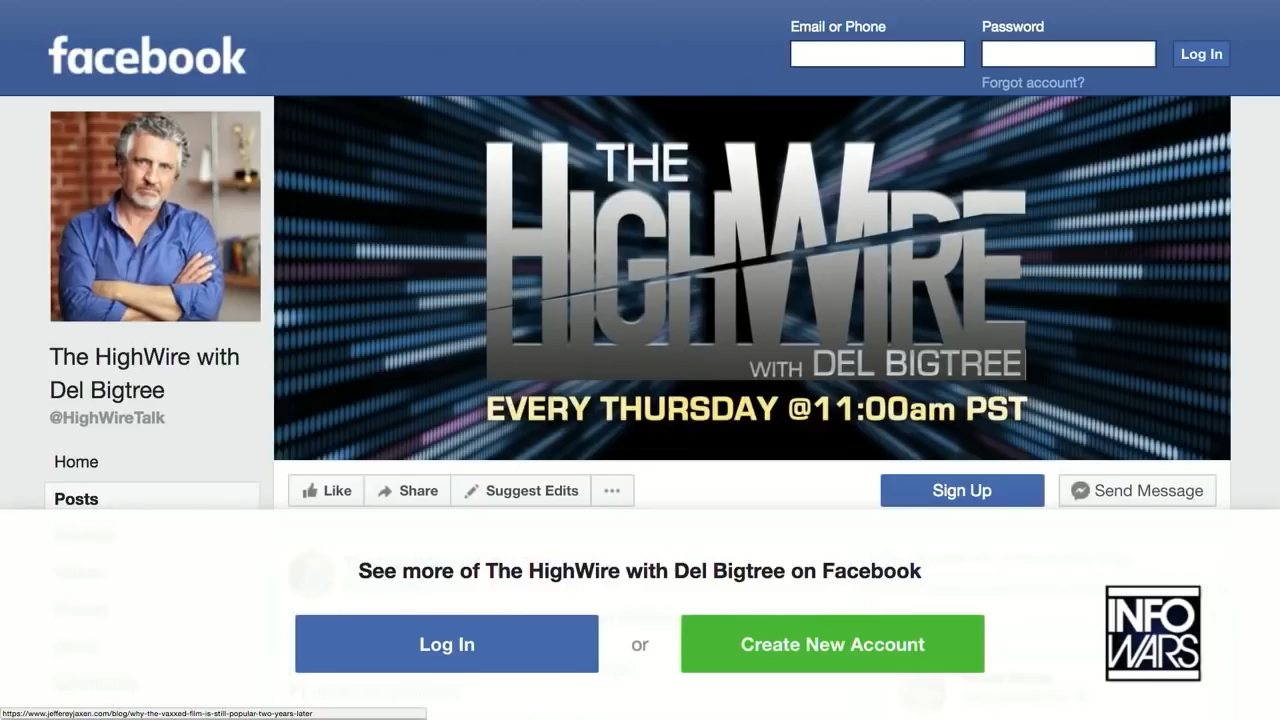 facebook
Email or Phone
Password
Log In
Forgot account?
THE
HIGHWIRE
WITH DEL BIGTREE
EVERY THURSDAY @11:00am PST
The HighWire with
Del Bigtree
@HighWireTalk
Home
Posts
Like
Share
Suggest Edits
Sign Up
Send Message
See more of The HighWire with Del Bigtree on Facebook
Log In
or
Create New Account
INFO
WARS
https://www.jeffereyjaxen.com/blog/why-the-vaxxed-film-is-still-popular-two-years-later